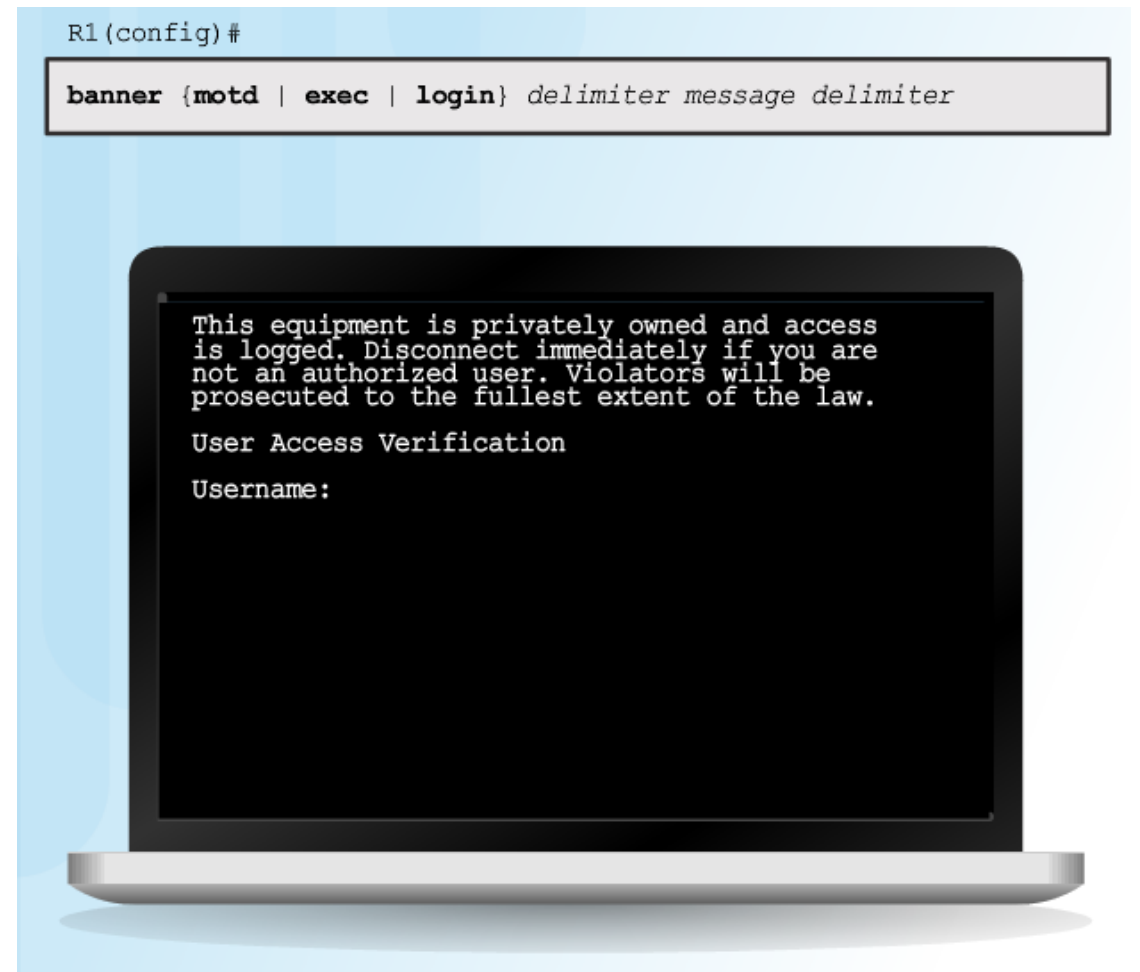 R1(config)#
banner {motd | exec | login} delimiter message delimiter
This equipment is privately owned and access
is logged. Disconnect immediately if you are
not an authorized user. Violators will be
prosecuted to the fullest extent of the law.
User Access Verification
Username: